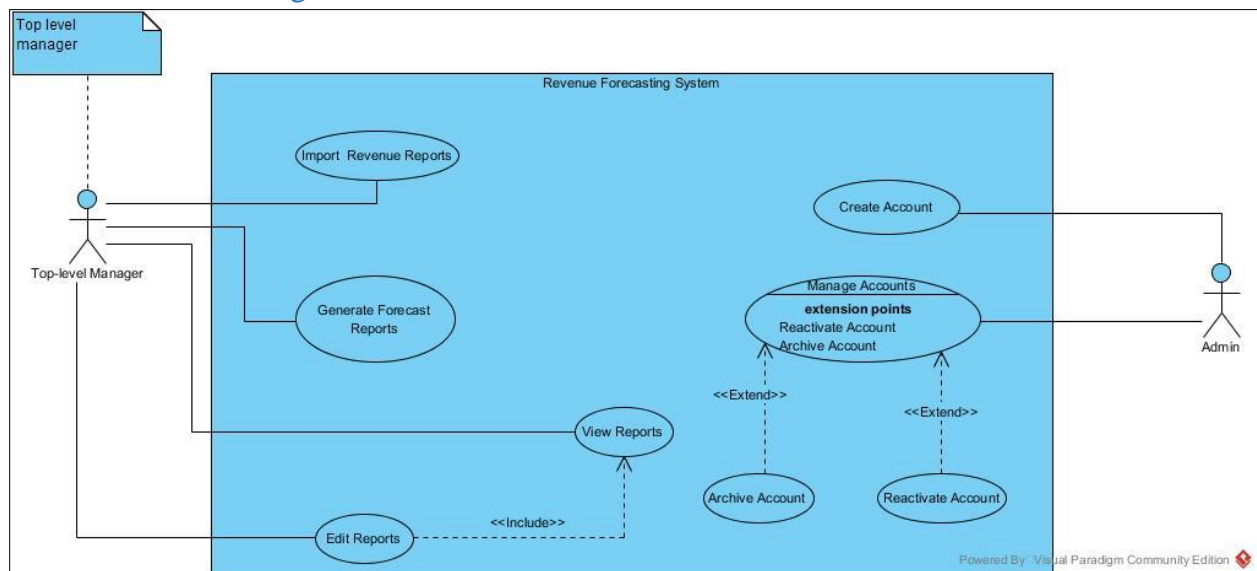 Top level
manager
Revenue Forecasting System
Import Revenue Reports
Create Account
Top-level Manager
Manage Accounts
extension points
Reactivate Account
Archive Account
Generate Forecast
Reports
Admin
<<Extend>>
<<Extend>>
View Reports
Archive Account
Reactivate Account
<<Include>>
Edit Reports
Powered By Visual Paradigm Community Edition